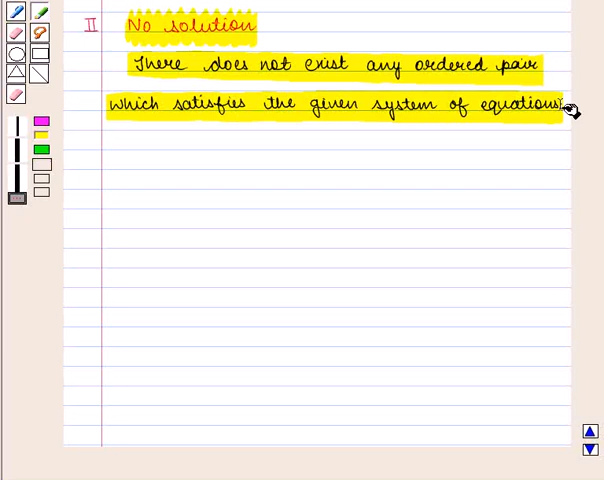 II No solution
There does not exist any ordered pair
which satisfies the given system of equations.